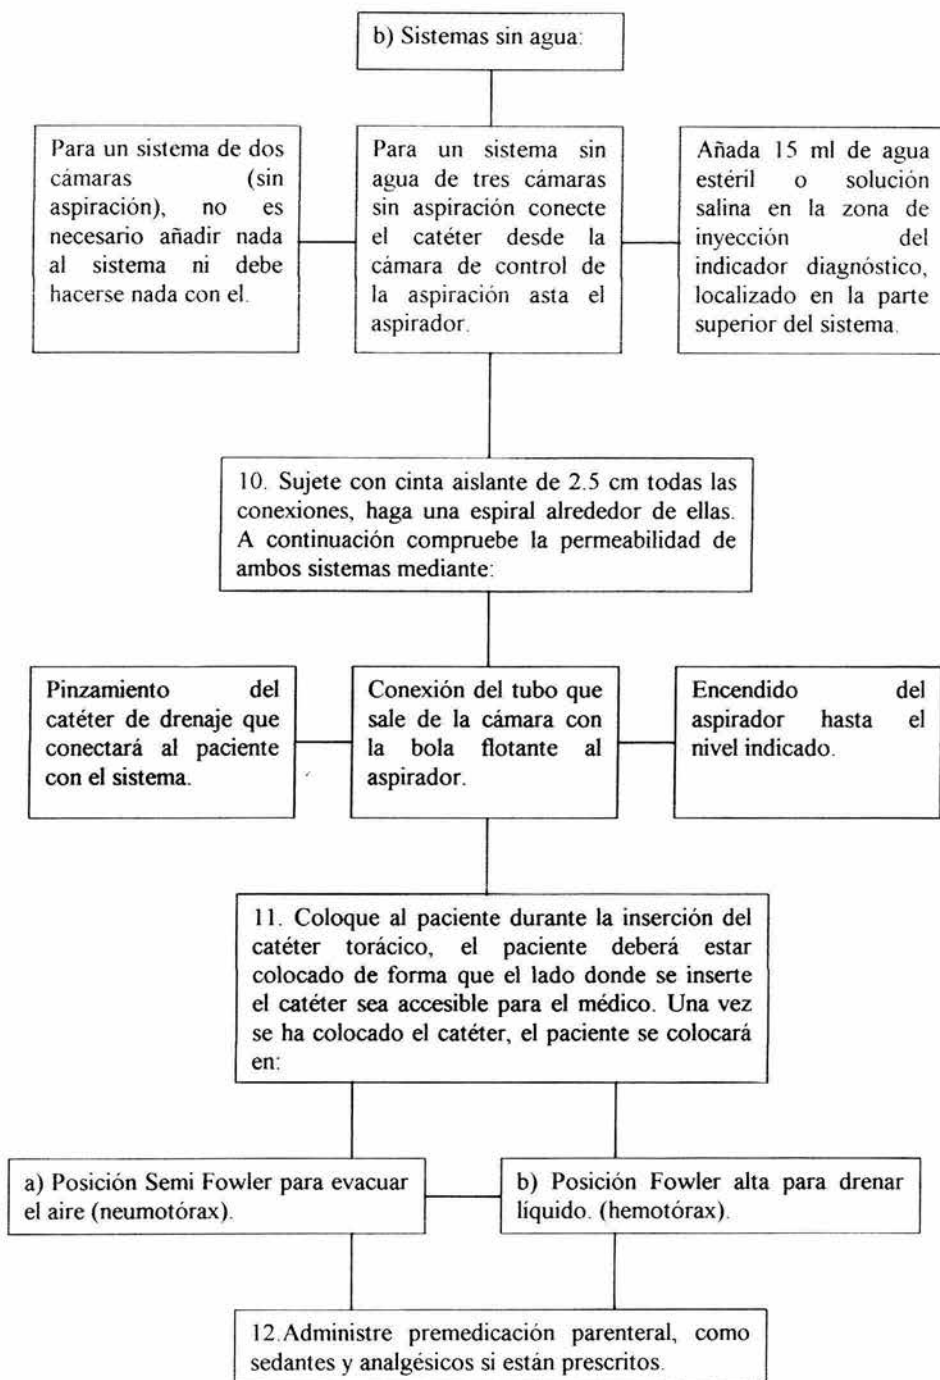 b) Sistemas sin agua:
Para un sistema de dos
cámaras (sin
aspiración), no es
necesario añadir nada
al sistema ni debe
hacerse nada con el.
Para un sistema sin
agua de tres cámaras
sin aspiración conecte
el catéter desde la
cámara de control de
la aspiración asta el
aspirador.
Añada 15 ml de agua
estéril o solución
salina en la zona de
inyección del
indicador diagnóstico,
localizado en la parte
superior del sistema.
10. Sujete con cinta aislante de 2.5 cm todas las
conexiones, haga una espiral alrededor de ellas.
A continuación compruebe la permeabilidad de
ambos sistemas mediante:
Pinzamiento del
catéter de drenaje que
conectará al paciente
con el sistema.
Conexión del tubo que
sale de la cámara con
la bola flotante al
aspirador.
Encendido del
aspirador hasta el
nivel indicado.
11. Coloque al paciente durante la inserción del
catéter torácico, el paciente deberá estar
colocado de forma que el lado donde se inserte
el catéter sea accesible para el médico. Una vez
se ha colocado el catéter, el paciente se colocará
en:
a) Posición Semi Fowler para evacuar
el aire (neumotórax).
b) Posición Fowler alta para drenar
líquido. (hemotórax).
12.Administre premedicación parenteral, como
sedantes y analgésicos si están prescritos.